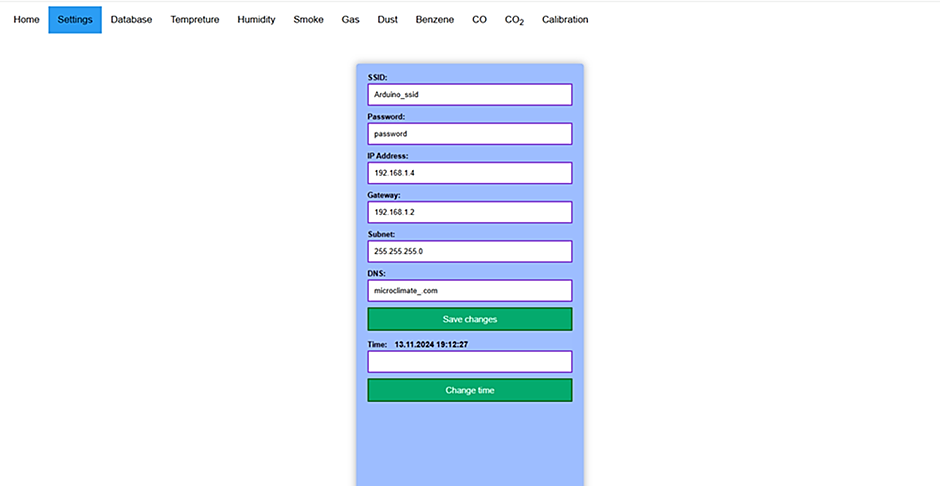 Home Settings Database Tempreture Humidity Smoke Gas Dust Benzene CO CO₂ Calibration
SSID:
Arduino_ssid
Password:
password
IP Address:
192.168.1.4
Gateway:
192.168.1.2
Subnet:
255.255.255.0
DNS:
microclimate_.com
Save changes
Time: 13.11.2024 19:12:27
Change time